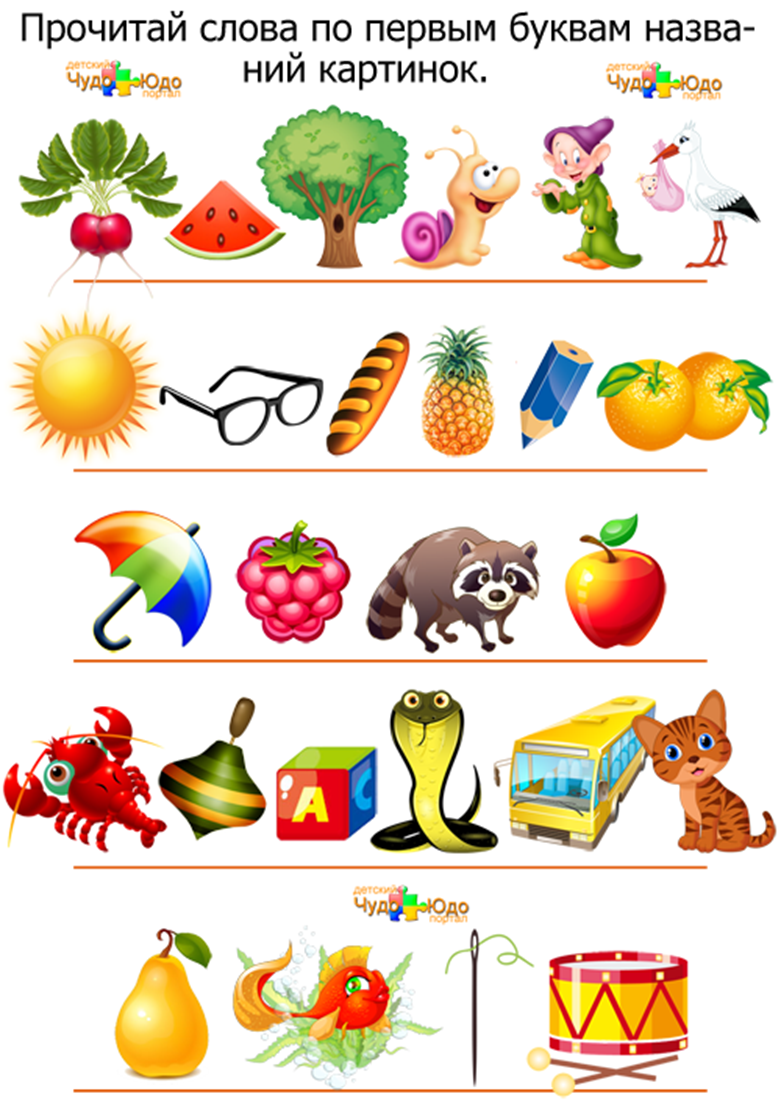 Прочитай слова по первым буквам назва-
ний картинок.
детский
Чудо Юдо
портал
детский
Чудо Юдо
портал
А С
детский
Чудо Юдо
портал